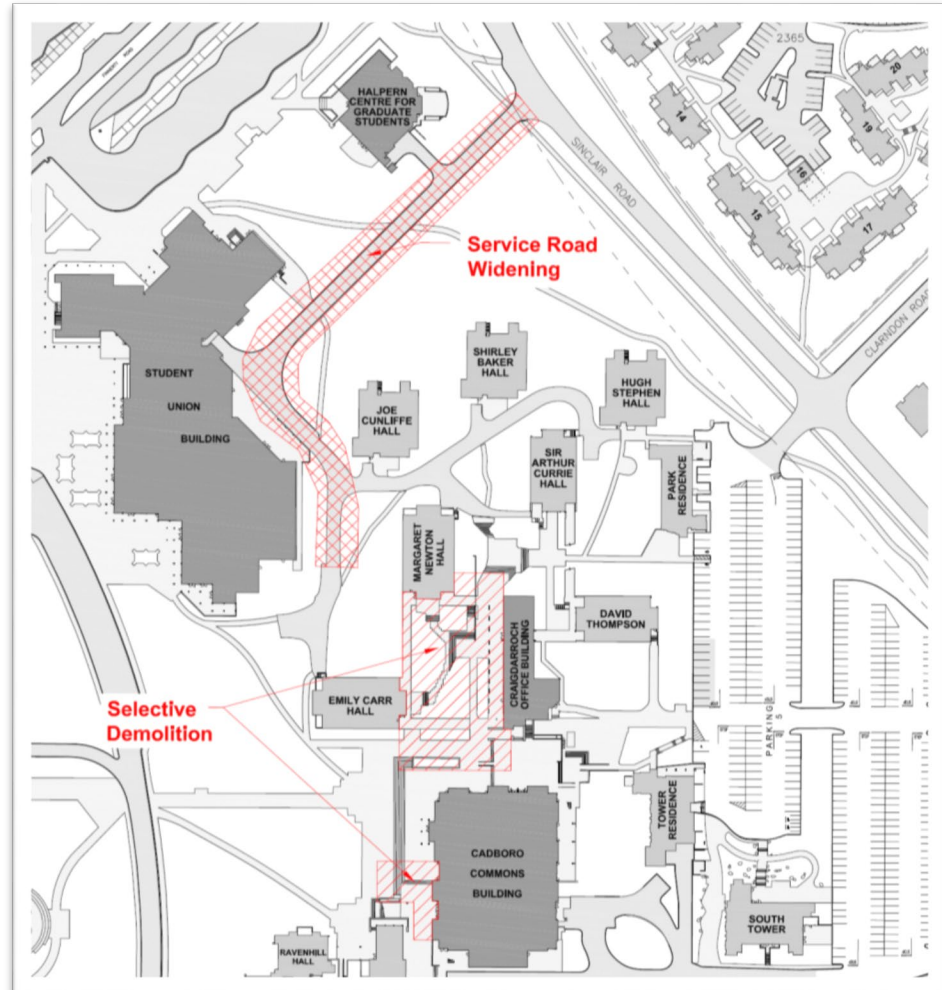 2365
20
14
19
16
15
17
HALPERN
CENTRE FOR
GRADUATE
STUDENTS
SINCLAIR ROAD
CLARNDON ROAD
Service Road
Widening
STUDENT
UNION
BUILDING
JOE
CUNLIFFE
HALL
SHIRLEY
BAKER
HALL
HUGH
STEPHEN
HALL
SIR
ARTHUR
CURRIE
HALL
PARK
RESIDENCE
MARGARET
NEWTON
HALL
DAVID
THOMPSON
CRAIGDARROCH
OFFICE BUILDING
EMILY CARR
HALL
Selective
Demolition
PARKING
5
TOWER
RESIDENCE
CADBORO
COMMONS
BUILDING
SOUTH
TOWER
RAVENHILL
HALL